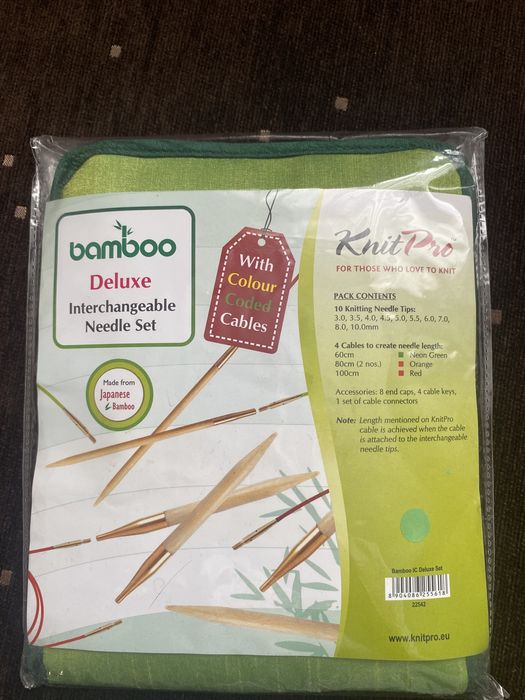 bamboo
Deluxe
Interchangeable
Needle Set
Made from
Japanese
Bamboo
With
Colour
Coded
Cables
KnitPro™
FOR THOSE WHO LOVE TO KNIT
PACK CONTENTS
10 Knitting Needle Tips:
3.0, 3.5, 4.0, 4.5, 5.0, 5.5, 6.0, 7.0,
8.0, 10.0mm
4 Cables to create needle length:
60cm Neon Green
80cm (2 nos.) Orange
100cm Red
Accessories: 8 end caps, 4 cable keys,
1 set of cable connectors
Note: Length mentioned on KnitPro
cable is achieved when the cable
is attached to the interchangeable
needle tips.
Bamboo IC Deluxe Set
8 904086 255618
22542
www.knitpro.eu